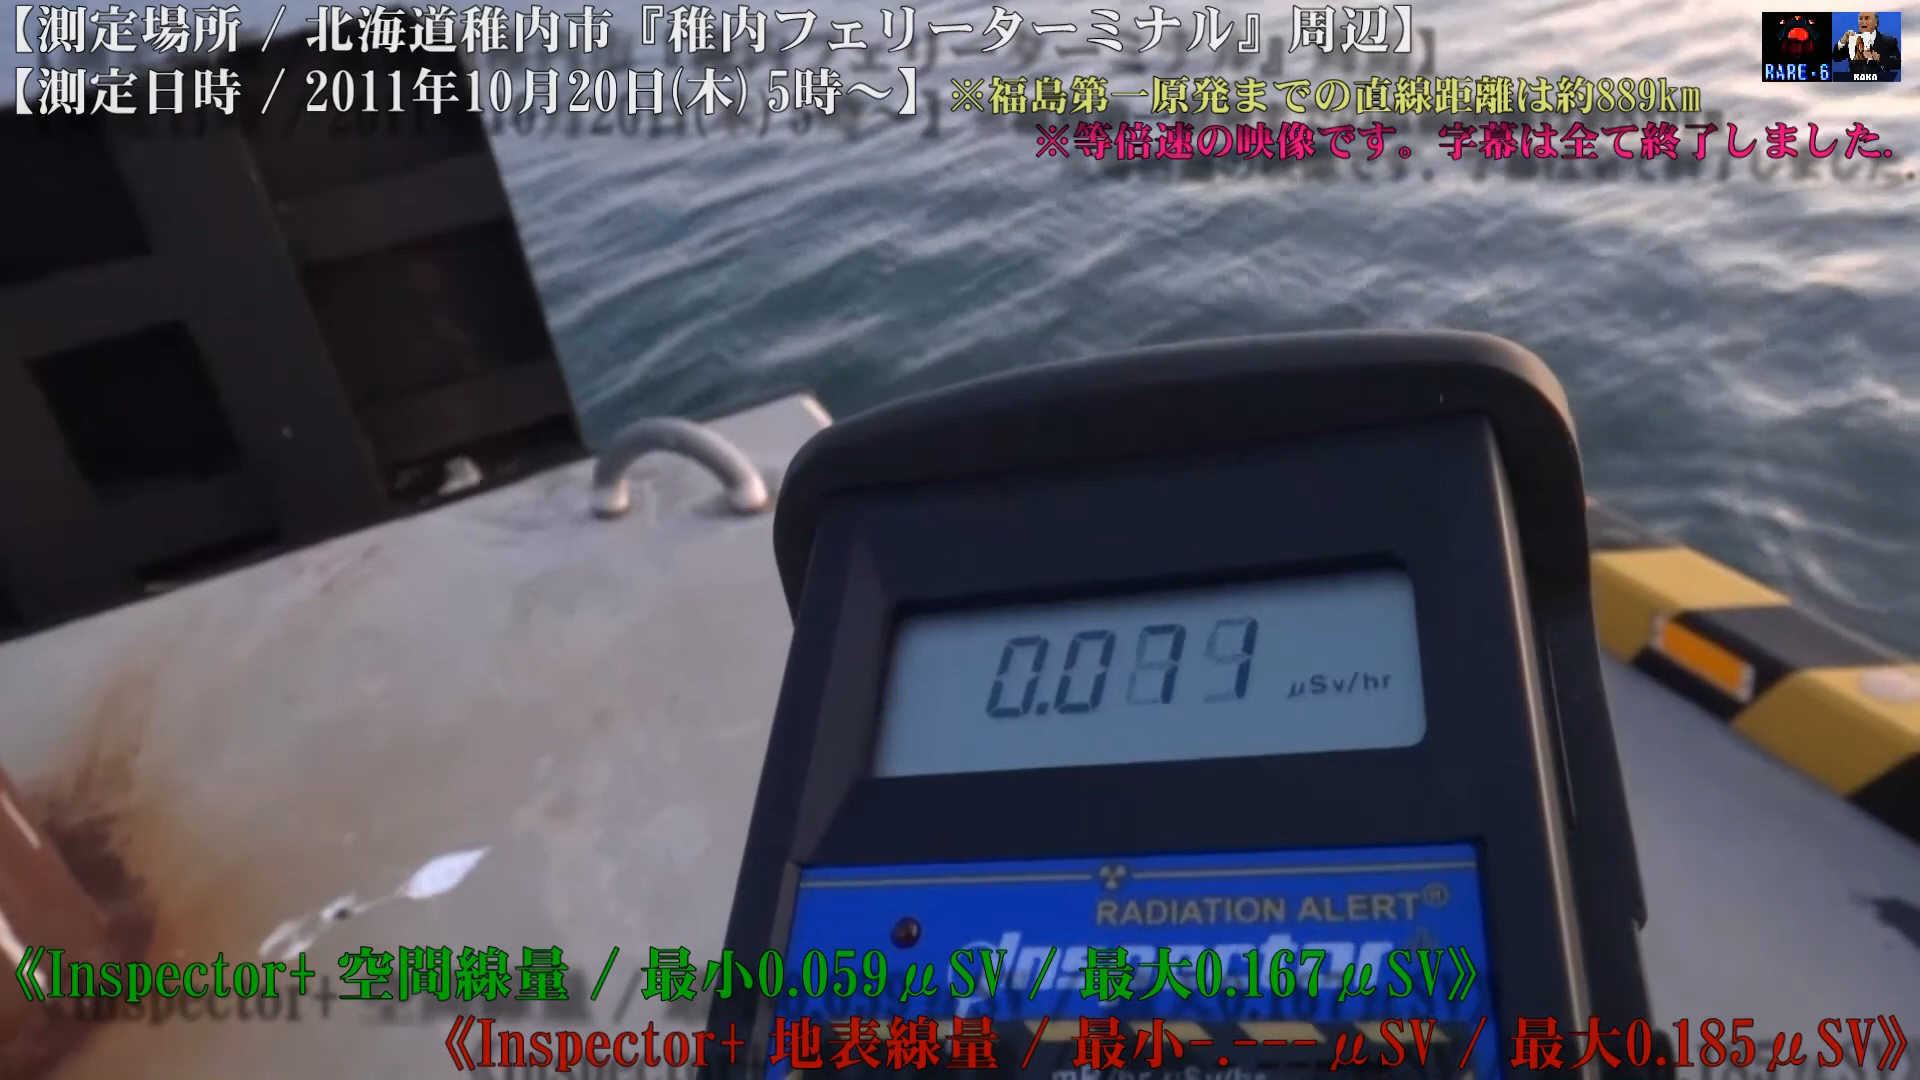 【測定場所 / 北海道稚内市『稚内フェリーターミナル』周辺】
【測定日時 / 2011年10月20日(木) 5時～】
※福島第一原発までの直線距離は約889km
※等倍速の映像です。字幕は全て終了しました.
RARE・6
KAKA
μSv/hr
RADIATION ALERT®
Inspector
《Inspector+ 空間線量 / 最小0.059μSV / 最大0.167μSV》
《Inspector+ 地表線量 / 最小-.---μSV / 最大0.185μSV》